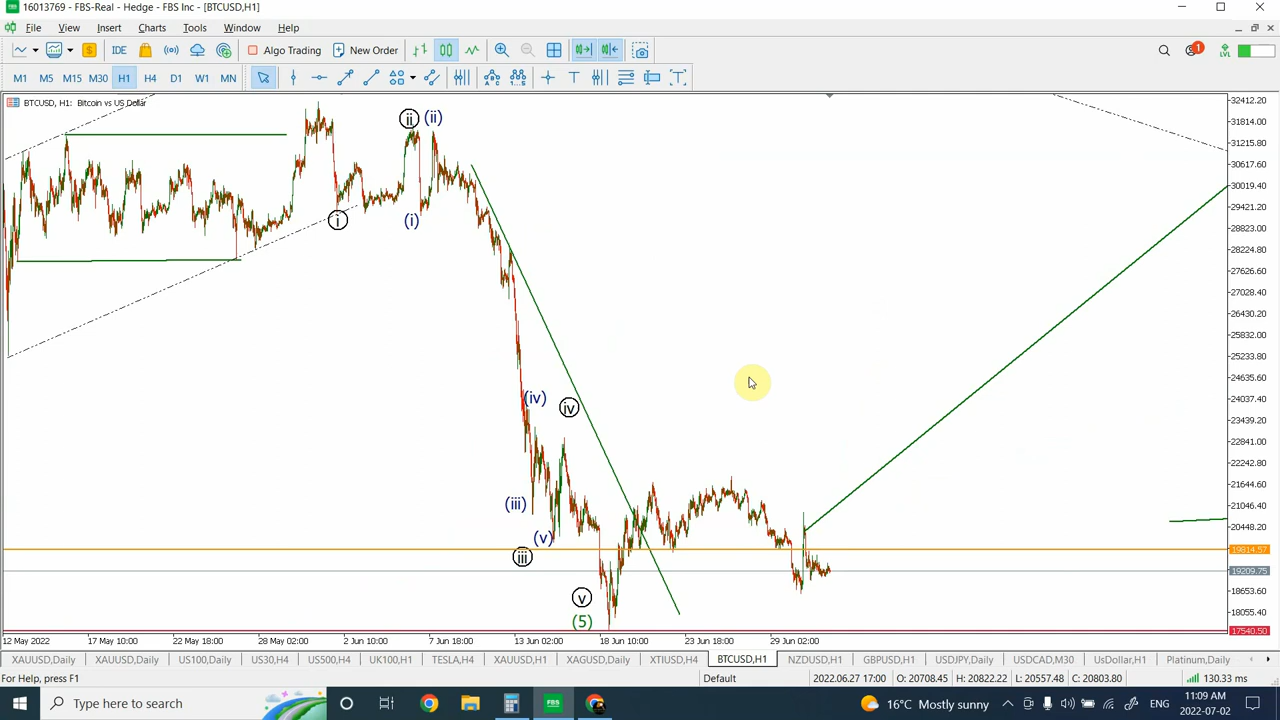 16013769 - FBS-Real - Hedge - FBS Inc - [BTCUSD,H1]
File View Insert Charts Tools Window Help
IDE Algo Trading New Order 1 LVL
M1 M5 M15 M30 H1 H4 D1 W1 MN
BTCUSD, H1: Bitcoin vs US Dollar
32412.20
31814.00
31215.80
30617.60
30019.40
29421.20
28823.00
28224.80
27626.60
27028.40
26430.20
25832.00
25233.80
24635.60
24037.40
23439.20
22841.00
22242.80
21644.60
21046.40
20448.20
19814.57
19209.75
18653.60
18055.40
17540.50
ii (ii)
i (i)
(iv) iv
(iii)
(v)
iii
v
(5)
12 May 2022 17 May 10:00 22 May 18:00 28 May 02:00 2 Jun 10:00 7 Jun 18:00 13 Jun 02:00 18 Jun 10:00 23 Jun 18:00 29 Jun 02:00
XAUUSD,Daily XAUUSD,Daily US100,Daily US30,H4 US500,H4 UK100,H1 TESLA,H4 XAUUSD,H1 XAGUSD,Daily XTIUSD,H4 BTCUSD,H1 NZDUSD,H1 GBPUSD,H1 USDJPY,Daily USDCAD,M30 UsDollar,H1 Platinum,Daily
For Help, press F1 Default 2022.06.27 17:00 O: 20708.45 H: 20822.22 L: 20557.48 C: 20803.80 130.33 ms
Type here to search FBS 16°C Mostly sunny ENG 11:09 AM
2022-07-02